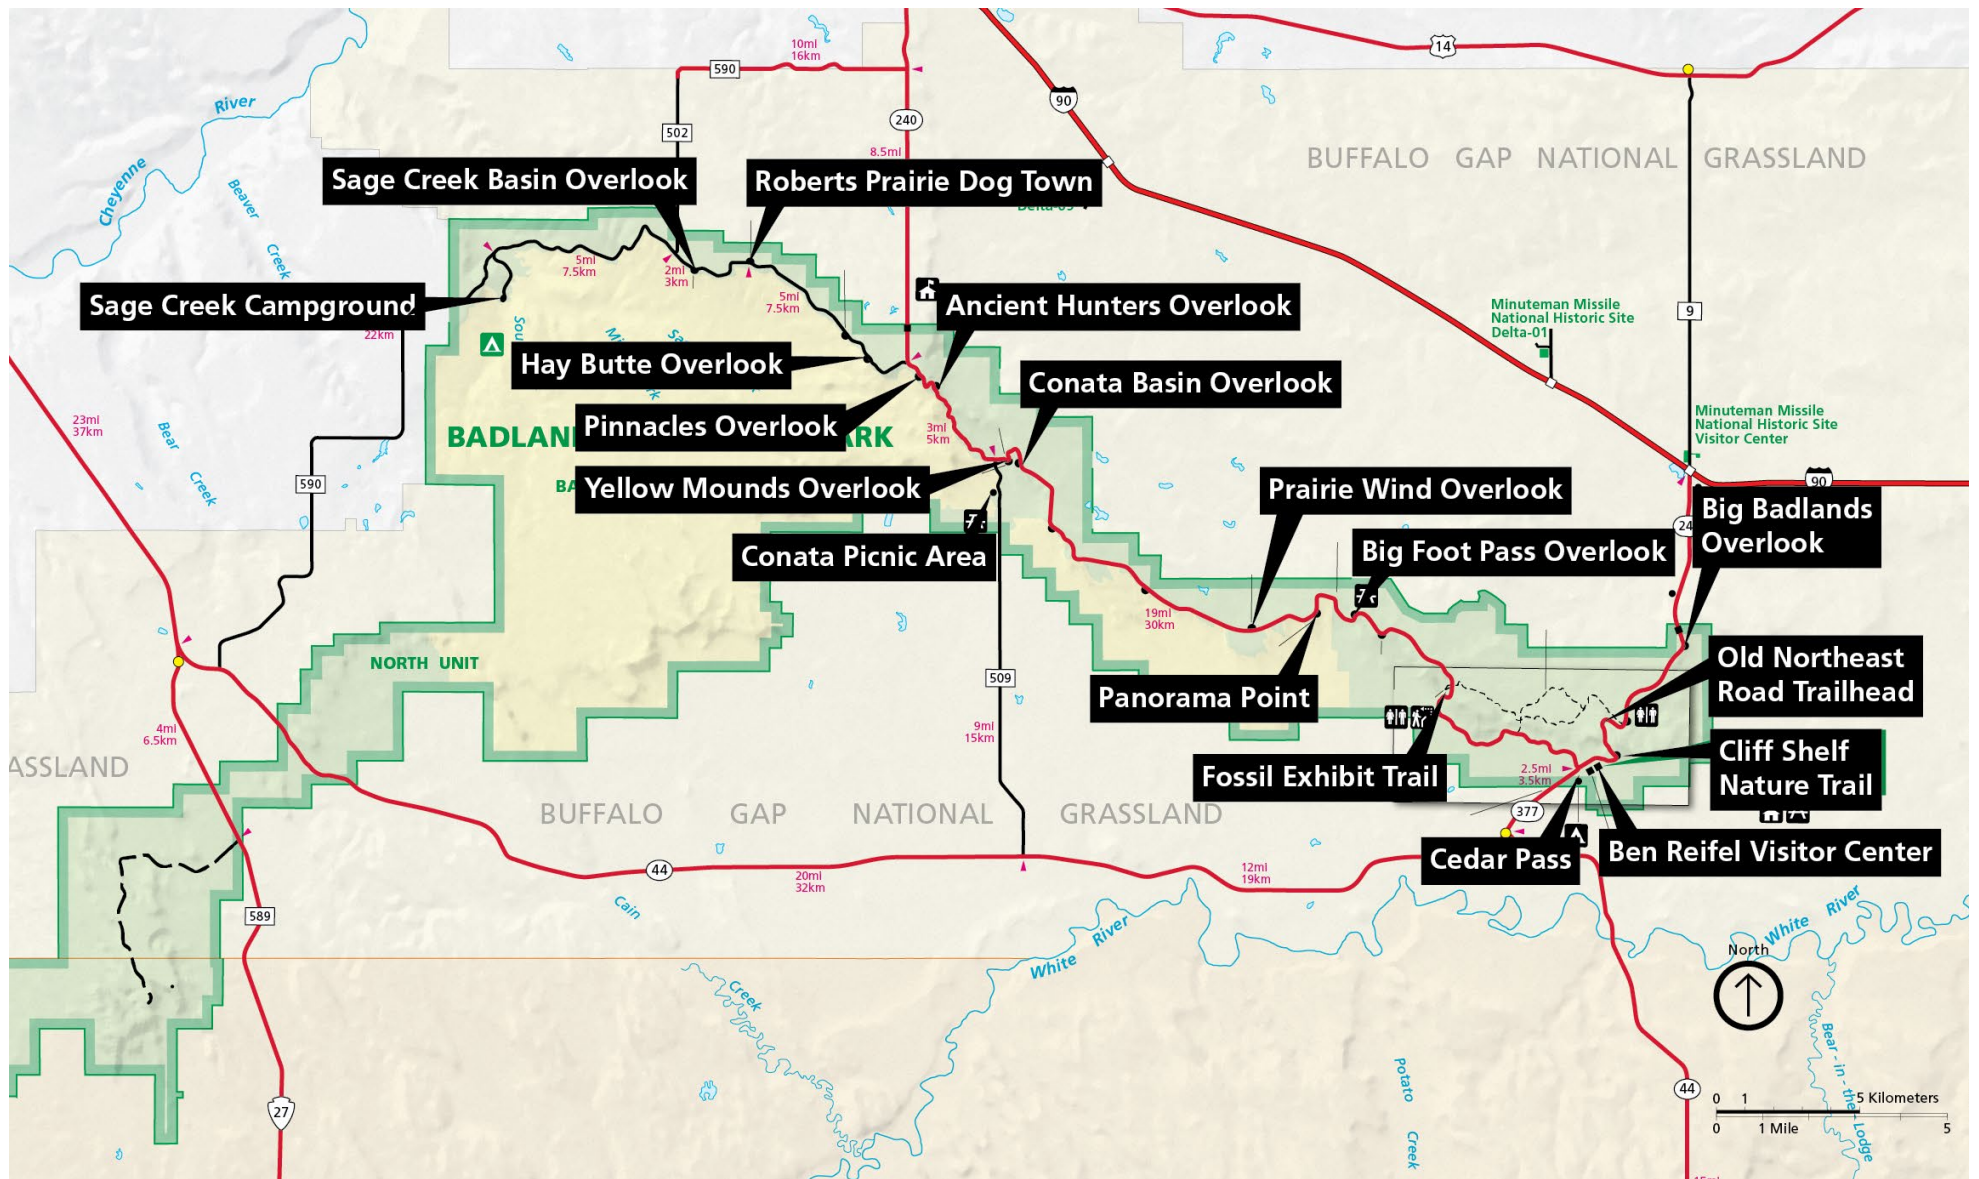 10mi
16km
590
14
90
240
502
8.5mi
River
Cheyenne
Beaver
Creek
BUFFALO GAP NATIONAL GRASSLAND
Sage Creek Basin Overlook
Roberts Prairie Dog Town
5mi
7.5km
2mi
3km
5mi
7.5km
Sage Creek Campground
22km
Ancient Hunters Overlook
Minuteman Missile
National Historic Site
Delta-01
9
Hay Butte Overlook
Conata Basin Overlook
23mi
37km
Bear
Creek
Pinnacles Overlook
3mi
5km
Minuteman Missile
National Historic Site
Visitor Center
590
Yellow Mounds Overlook
Prairie Wind Overlook
90
Big Badlands
Overlook
Conata Picnic Area
Big Foot Pass Overlook
19mi
30km
NORTH UNIT
509
Panorama Point
Old Northeast
Road Trailhead
4mi
6.5km
9mi
15km
ASSLAND
Fossil Exhibit Trail
2.5mi
3.5km
Cliff Shelf
Nature Trail
BUFFALO GAP NATIONAL GRASSLAND
377
Cedar Pass
Ben Reifel Visitor Center
44
20mi
32km
12mi
19km
589
Cain
Creek
White River
White River
North
27
Potato
Creek
Bear - in - the - Lodge
44
0 1 5 Kilometers
0 1 Mile 5